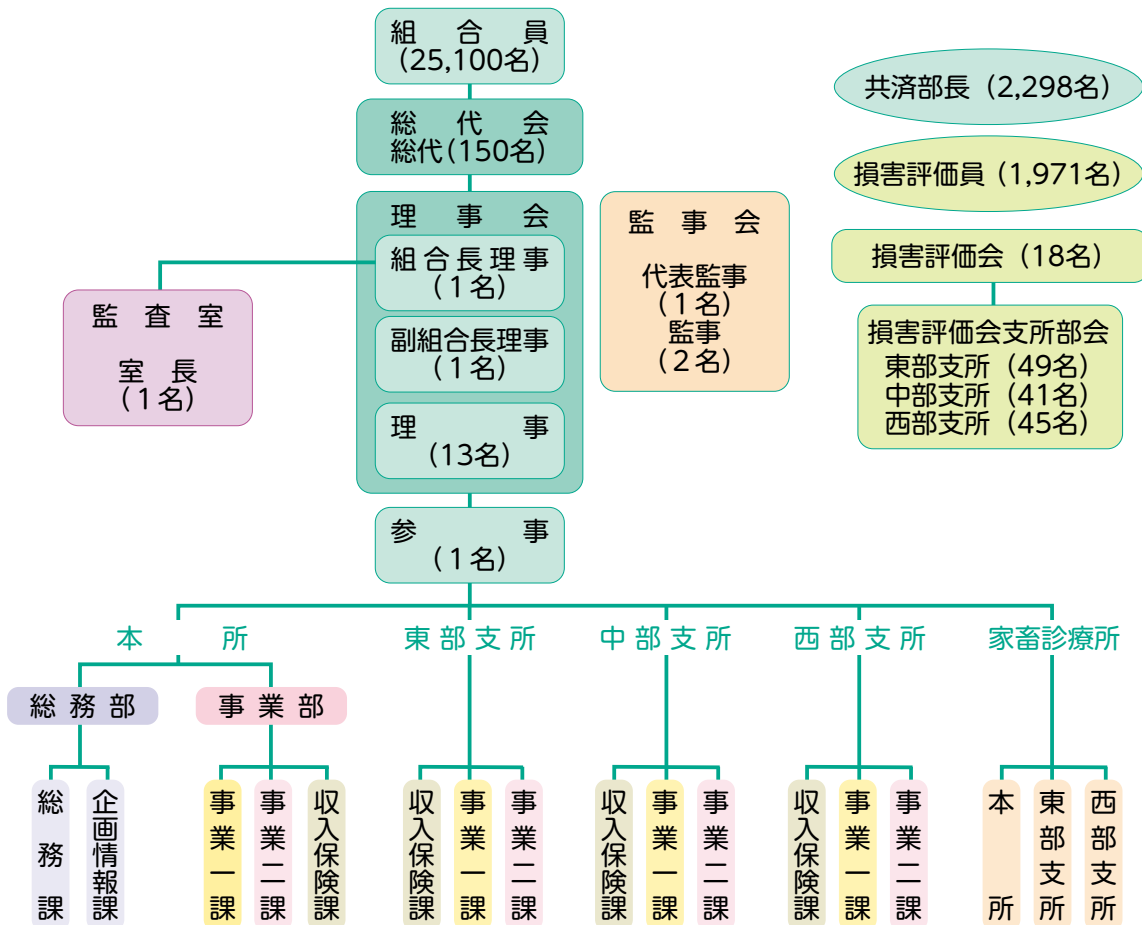 組合員
(25,100名)
総代会
総代(150名)
理事会
組合長理事
(1名)
副組合長理事
(1名)
理事
(13名)
監査室
室長
(1名)
監事会
代表監事
(1名)
監事
(2名)
共済部長(2,298名)
損害評価員(1,971名)
損害評価会(18名)
損害評価会支所部会
東部支所(49名)
中部支所(41名)
西部支所(45名)
参事
(1名)
本所
東部支所
中部支所
西部支所
家畜診療所
総務部
事業部
総務課
企画情報課
事業一課
事業二課
収入保険課
収入保険課
事業一課
事業二課
収入保険課
事業一課
事業二課
収入保険課
事業一課
事業二課
本所
東部支所
西部支所